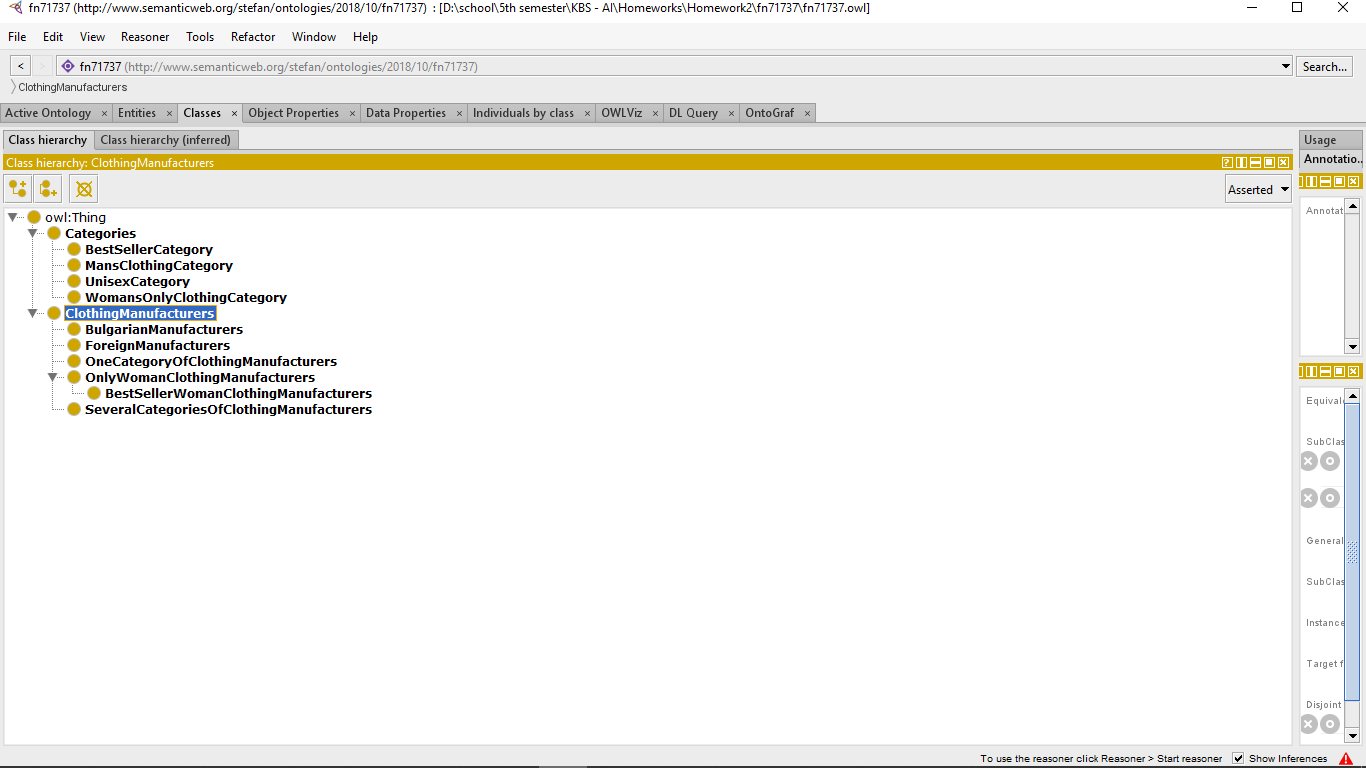 fn71737 (http://www.semanticweb.org/stefan/ontologies/2018/10/fn71737) : [D:\school\5th semester\KBS - AI\Homeworks\Homework2\fn71737\fn71737.owl]
File Edit View Reasoner Tools Refactor Window Help
< > fn71737 (http://www.semanticweb.org/stefan/ontologies/2018/10/fn71737) Search...
ClothingManufacturers
Active Ontology × Entities × Classes × Object Properties × Data Properties × Individuals by class × OWLViz × DL Query × OntoGraf ×
Class hierarchy Class hierarchy (inferred) Usage
Class hierarchy: ClothingManufacturers Annotatio..
Asserted
Annotat
owl:Thing
Categories
BestSellerCategory
MansClothingCategory
UnisexCategory
WomansOnlyClothingCategory
ClothingManufacturers
BulgarianManufacturers
ForeignManufacturers
OneCategoryOfClothingManufacturers
OnlyWomanClothingManufacturers
BestSellerWomanClothingManufacturers
SeveralCategoriesOfClothingManufacturers
Equivale
SubClas
General
SubClas
Instance
Target f
Disjoint
To use the reasoner click Reasoner > Start reasoner Show Inferences